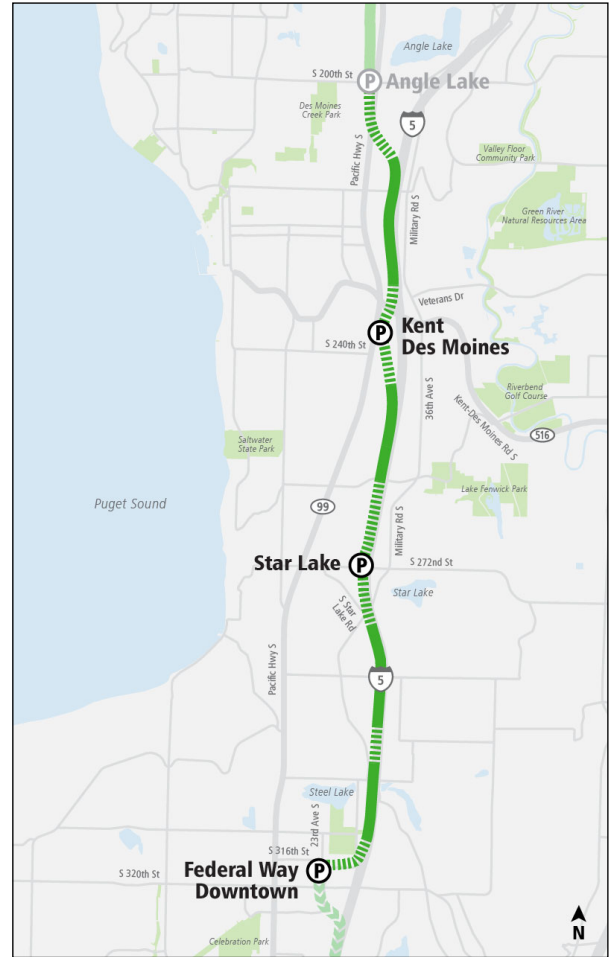 Angle Lake
S 200th St
P
Angle Lake
Des Moines
Creek Park
Pacific Hwy S
5
Military Rd S
Valley Floor
Community Park
Green River
Natural Resources Area
Veterans Dr
P
Kent
Des Moines
S 240th St
36th Ave S
Riverbend
Golf Course
Kent-Des Moines Rd S
516
Saltwater
State Park
Lake Fenwick Park
Puget Sound
99
Military Rd S
Star Lake
P
S 272nd St
Star Lake
S Star
Lake Rd
Pacific Hwy S
5
Steel Lake
23rd Ave S
S 316th St
Federal Way
Downtown
P
S 320th St
Celebration Park
N